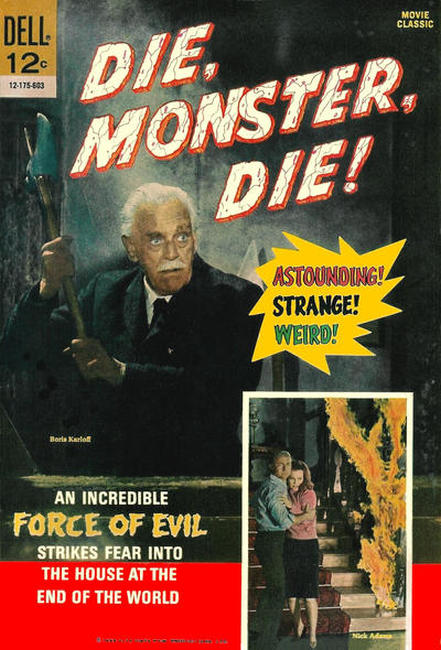 DELL®
12c
12-175-603
MOVIE
CLASSIC
DIE,
MONSTER,
DIE!
ASTOUNDING!
STRANGE!
WEIRD!
Boris Karloff
AN INCREDIBLE
FORCE OF EVIL
STRIKES FEAR INTO
THE HOUSE AT THE
END OF THE WORLD
Nick Adams